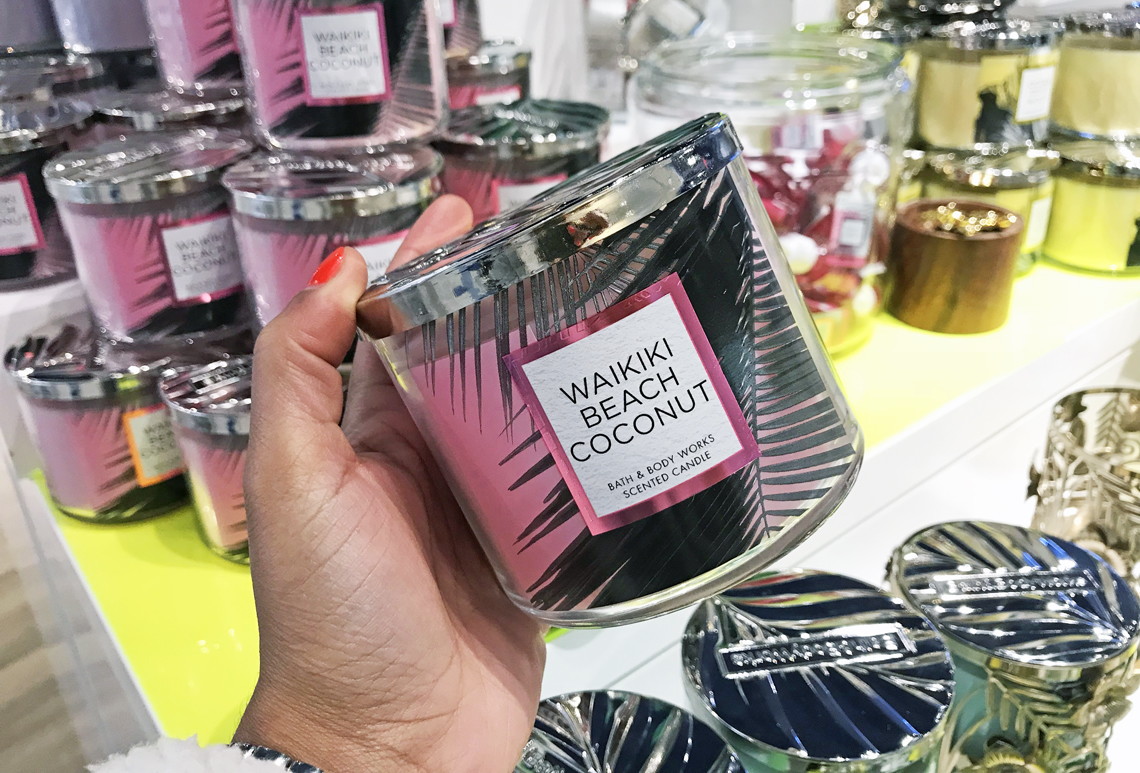 WAIKIKI
BEACH
COCONUT
WAIKIKI
BEACH
COCONUT
WAIKIKI
BEACH
COCONUT
BATH & BODY WORKS
SCENTED CANDLE